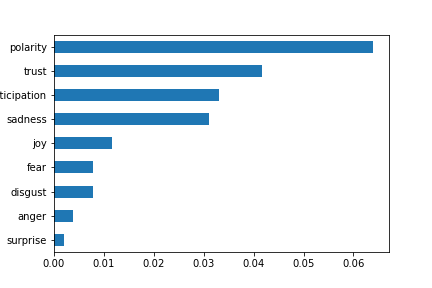 polarity
trust
ticipation
sadness
joy
fear
disgust
anger
surprise
0.00 0.01 0.02 0.03 0.04 0.05 0.06